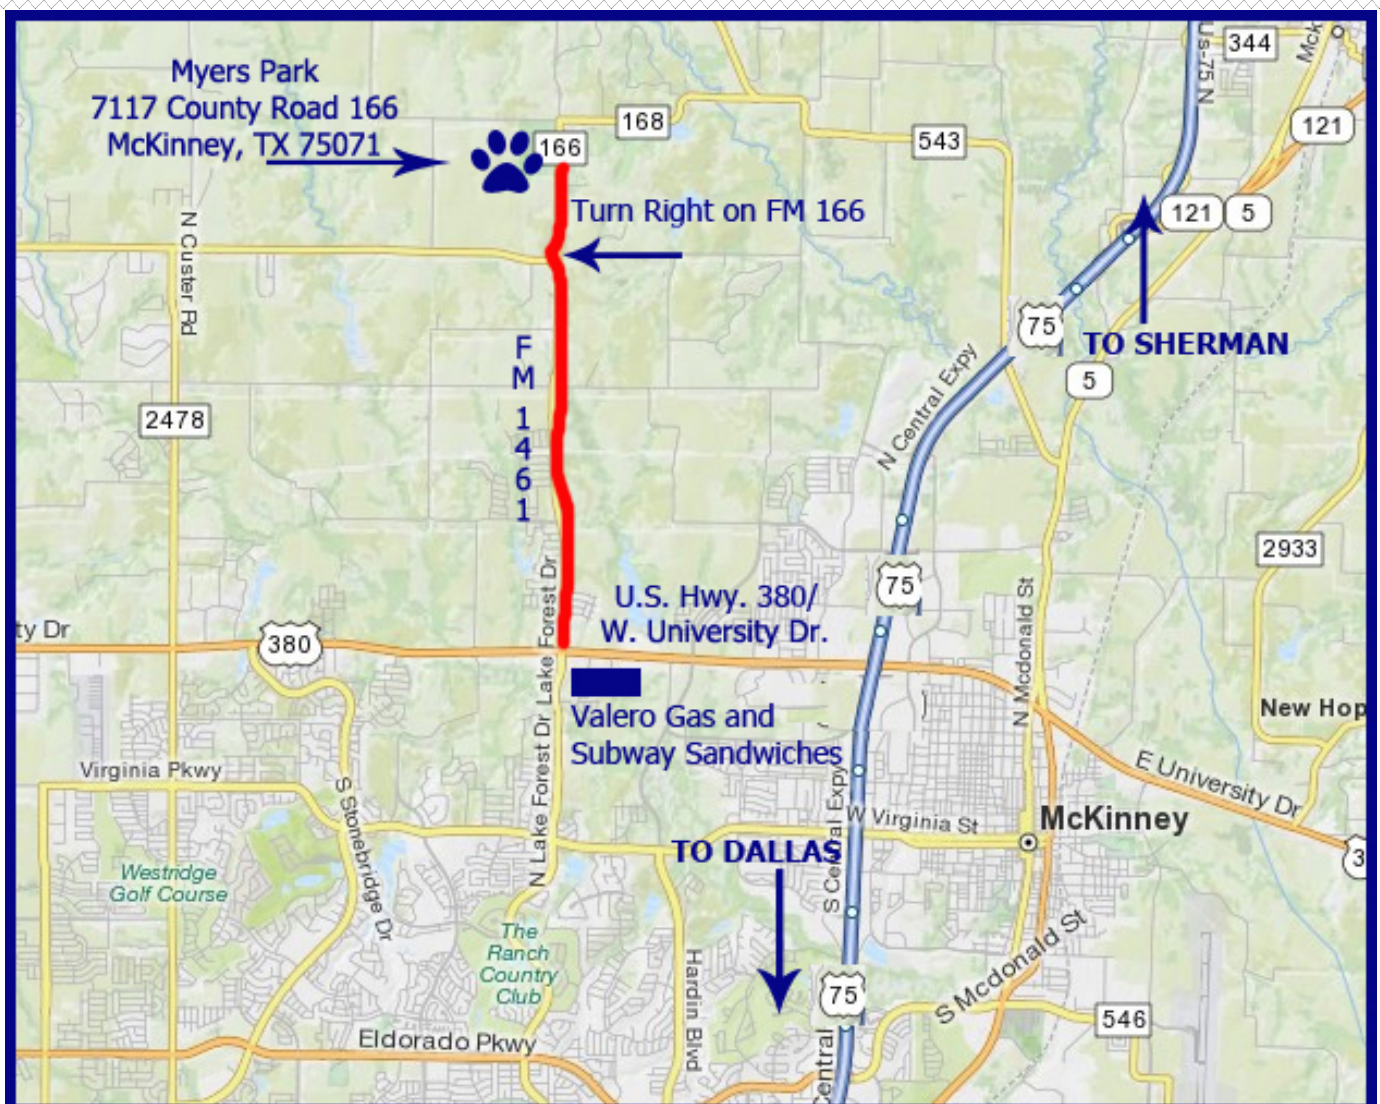 Us-75 N
344
Mck
Myers Park
7117 County Road 166
McKinney, TX 75071
168
166
543
121
121
5
Turn Right on FM 166
N Custer Rd
75
TO SHERMAN
FM 1461
5
2478
N Central Expy
2933
75
U.S. Hwy. 380/
W. University Dr.
ty Dr
380
N Lake Forest Dr
Lake Forest Dr
N Mcdonald St
Valero Gas and
Subway Sandwiches
New Hop
Virginia Pkwy
S Stonebridge Dr
E University Dr
S Central Expy
W Virginia St
McKinney
3
TO DALLAS
Westridge
Golf Course
The
Ranch
Country
Club
Hardin Blvd
75
S Mcdonald St
546
Eldorado Pkwy
Central